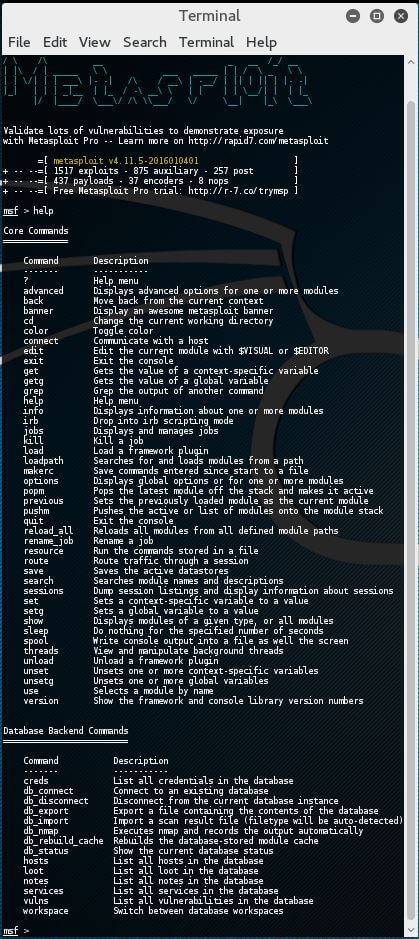 Terminal
File Edit View Search Terminal Help
Validate lots of vulnerabilities to demonstrate exposure
with Metasploit Pro -- Learn more on http://rapid7.com/metasploit
=[ metasploit v4.11.5-2016010401 ]
+ -- --=[ 1517 exploits - 875 auxiliary - 257 post ]
+ -- --=[ 437 payloads - 37 encoders - 8 nops ]
+ -- --=[ Free Metasploit Pro trial: http://r-7.co/trymsp ]
msf > help
Core Commands
=============
Command Description
------- -----------
? Help menu
advanced Displays advanced options for one or more modules
back Move back from the current context
banner Display an awesome metasploit banner
cd Change the current working directory
color Toggle color
connect Communicate with a host
edit Edit the current module with $VISUAL or $EDITOR
exit Exit the console
get Gets the value of a context-specific variable
getg Gets the value of a global variable
grep Grep the output of another command
help Help menu
info Displays information about one or more modules
irb Drop into irb scripting mode
jobs Displays and manages jobs
kill Kill a job
load Load a framework plugin
loadpath Searches for and loads modules from a path
makerc Save commands entered since start to a file
options Displays global options or for one or more modules
popm Pops the latest module off the stack and makes it active
previous Sets the previously loaded module as the current module
pushm Pushes the active or list of modules onto the module stack
quit Exit the console
reload_all Reloads all modules from all defined module paths
rename_job Rename a job
resource Run the commands stored in a file
route Route traffic through a session
save Saves the active datastores
search Searches module names and descriptions
sessions Dump session listings and display information about sessions
set Sets a context-specific variable to a value
setg Sets a global variable to a value
show Displays modules of a given type, or all modules
sleep Do nothing for the specified number of seconds
spool Write console output into a file as well the screen
threads View and manipulate background threads
unload Unload a framework plugin
unset Unsets one or more context-specific variables
unsetg Unsets one or more global variables
use Selects a module by name
version Show the framework and console library version numbers
Database Backend Commands
=========================
Command Description
------- -----------
creds List all credentials in the database
db_connect Connect to an existing database
db_disconnect Disconnect from the current database instance
db_export Export a file containing the contents of the database
db_import Import a scan result file (filetype will be auto-detected)
db_nmap Executes nmap and records the output automatically
db_rebuild_cache Rebuilds the database-stored module cache
db_status Show the current database status
hosts List all hosts in the database
loot List all loot in the database
notes List all notes in the database
services List all services in the database
vulns List all vulnerabilities in the database
workspace Switch between database workspaces
msf >